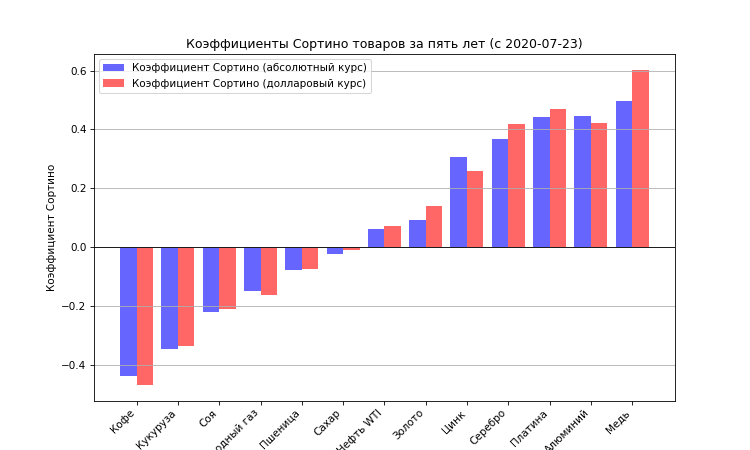 Коэффициенты Сортино товаров за пять лет (с 2020-07-23)
Коэффициент Сортино (абсолютный курс)
Коэффициент Сортино (долларовый курс)
Коэффициент Сортино
0.6
0.4
0.2
0.0
−0.2
−0.4
Кофе
Кукуруза
Соя
газ
Пшеница
Сахар
Нефть WTI
Золото
Цинк
Серебро
Платина
Алюминий
Медь